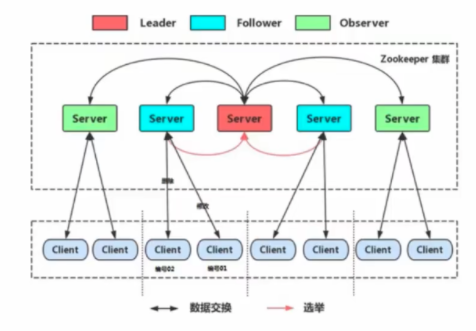 Leader Follower Observer
Zookeeper 集群
Server Server Server Server Server
Client Client Client Client Client Client Client Client
编号02 编号01
数据交换 选举